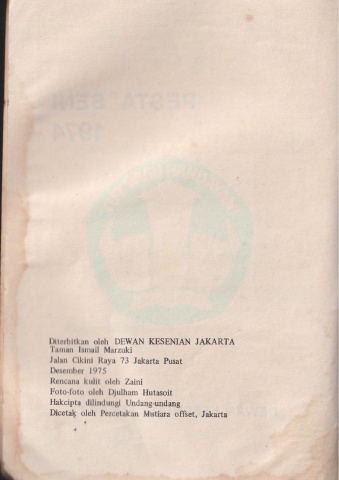 Diterbitkan oleh DEWAN KESENIAN JAKARTA
Taman Ismail Marzuki
Jalan Cikini Raya 73 Jakarta Pusat
Desember 1975
Rencana kulit oleh Zaini
Foto-foto oleh Djulham Hutasoit
Hakcipta dilindungi Undang-undang
Dicetak oleh Percetakan Mutiara offset, Jakarta